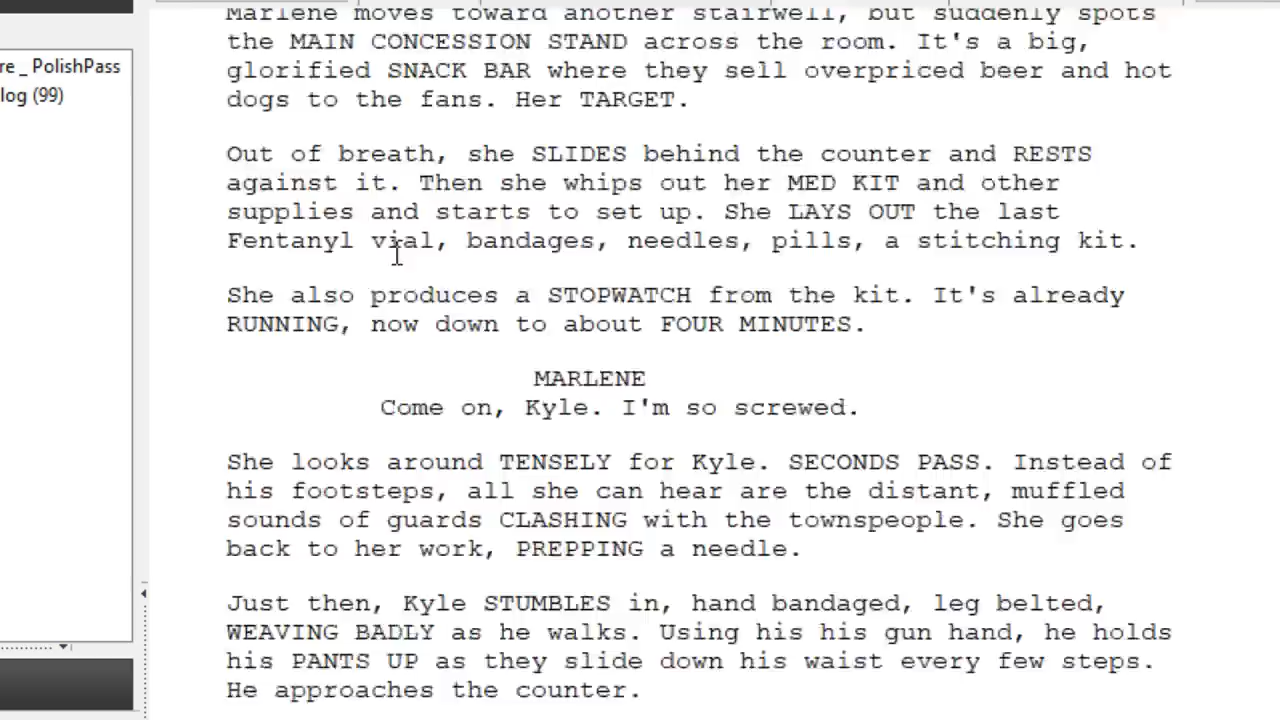 Marlene moves toward another stairwell, but suddenly spots
the MAIN CONCESSION STAND across the room. It's a big,
re_PolishPass
glorified SNACK BAR where they sell overpriced beer and hot
log (99)
dogs to the fans. Her TARGET.
Out of breath, she SLIDES behind the counter and RESTS
against it. Then she whips out her MED KIT and other
supplies and starts to set up. She LAYS OUT the last
Fentanyl vial, bandages, needles, pills, a stitching kit.
She also produces a STOPWATCH from the kit. It's already
RUNNING, now down to about FOUR MINUTES.
MARLENE
Come on, Kyle. I'm so screwed.
She looks around TENSELY for Kyle. SECONDS PASS. Instead of
his footsteps, all she can hear are the distant, muffled
sounds of guards CLASHING with the townspeople. She goes
back to her work, PREPPING a needle.
Just then, Kyle STUMBLES in, hand bandaged, leg belted,
WEAVING BADLY as he walks. Using his his gun hand, he holds
his PANTS UP as they slide down his waist every few steps.
He approaches the counter.